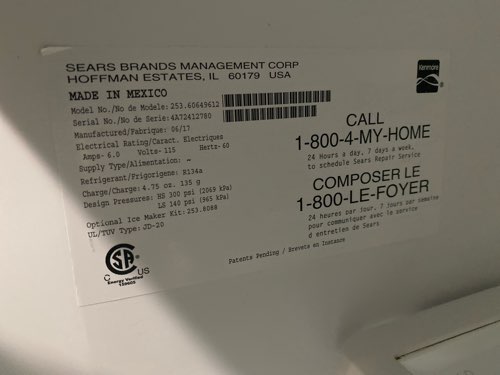 SEARS BRANDS MANAGEMENT CORP
HOFFMAN ESTATES, IL 60179 USA
MADE IN MEXICO
Model No./No de Modele: 253.60649612
Serial No./No de Serie: 4A72412780
Manufactured/Fabrique: 06/17
Electrical Rating/Caract. Electriques
Amps- 6.0 Volts- 115 Hertz- 60
Supply Type/Alimentation: ~
Refrigerant/Prigorigene: R134a
Charge/Charge: 4.75 oz. 135 g
Design Pressures: HS 300 psi (2069 kPa)
LS 140 psi (965 kPa)
Optional Ice Maker Kit: 253.8088
UL/TUV Type: JD-20
Kenmore
CALL
1-800-4-MY-HOME
24 Hours a day, 7 days a week,
to schedule Sears Repair Service
COMPOSER LE
1-800-LE-FOYER
24 heures par jour, 7 jours par semaine
pour communiquer avec le service
d entretien de Sears
C US
Energy Verified
Patents Pending / Brevets en Instance